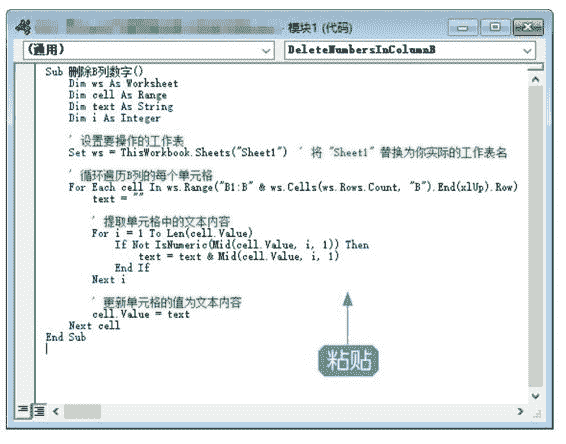 - 模块1 (代码)
(通用)
DeleteNumbersInColumnB
Sub 删除B列数字()
    Dim ws As Worksheet
    Dim cell As Range
    Dim text As String
    Dim i As Integer
    ' 设置要操作的工作表
    Set ws = ThisWorkbook.Sheets("Sheet1")  ' 将 "Sheet1" 替换为你实际的工作表名
    ' 循环遍历B列的每个单元格
    For Each cell In ws.Range("B1:B" & ws.Cells(ws.Rows.Count, "B").End(xlUp).Row)
        text = ""
        ' 提取单元格中的文本内容
        For i = 1 To Len(cell.Value)
            If Not IsNumeric(Mid(cell.Value, i, 1)) Then
                text = text & Mid(cell.Value, i, 1)
            End If
        Next i
        ' 更新单元格的值为文本内容
        cell.Value = text
    Next cell
End Sub
粘贴